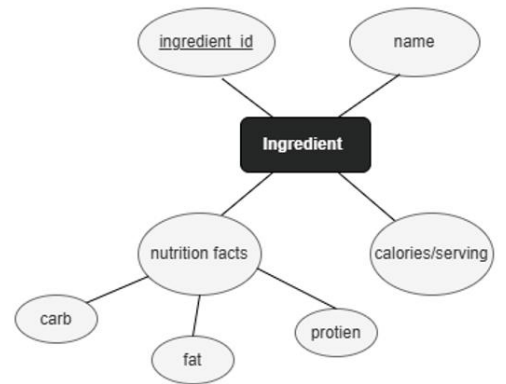 ingredient_id
name
Ingredient
nutrition facts
calories/serving
carb
fat
protien